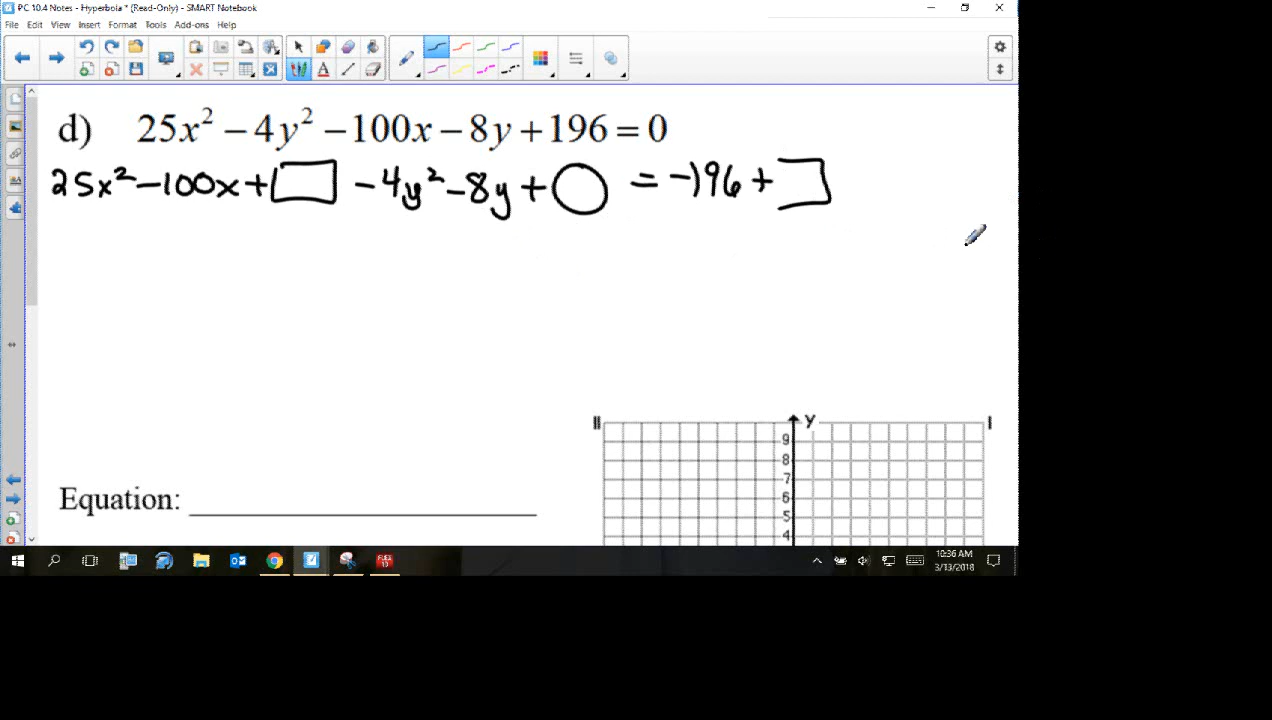 PC 10.4 Notes - Hyperbola * (Read-Only) - SMART Notebook
File Edit View Insert Format Tools Add-ons Help
d) 25x² − 4y² − 100x − 8y + 196 = 0
25x² − 100x + □ − 4y² − 8y + ○ = −196 + □
II Y I
9
8
7
6
5
4
Equation: ____________________
10:36 AM
3/13/2018